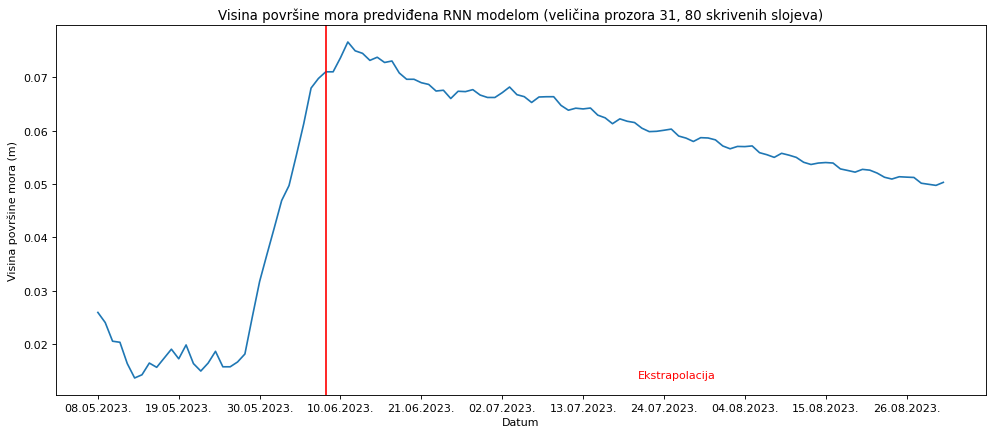 Visina površine mora predviđena RNN modelom (veličina prozora 31, 80 skrivenih slojeva)
Visina površine mora (m)
0.07
0.06
0.05
0.04
0.03
0.02
Ekstrapolacija
08.05.2023. 19.05.2023. 30.05.2023. 10.06.2023. 21.06.2023. 02.07.2023. 13.07.2023. 24.07.2023. 04.08.2023. 15.08.2023. 26.08.2023.
Datum